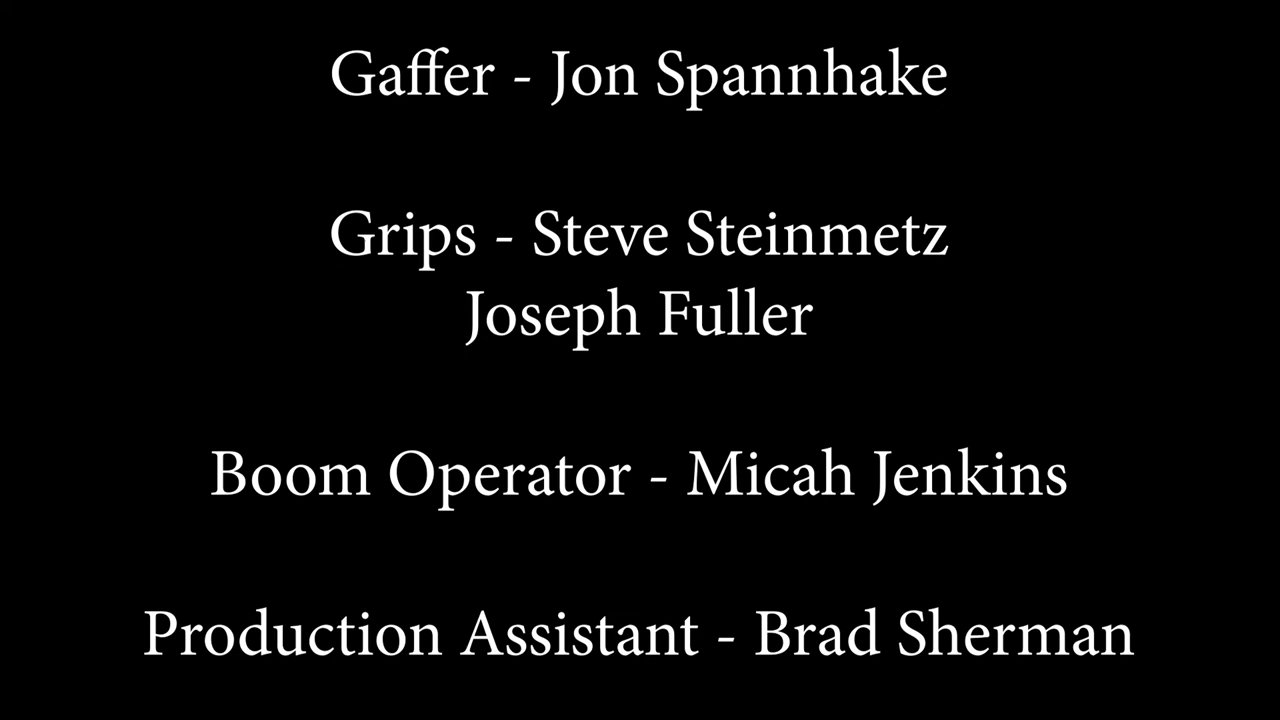 Gaffer - Jon Spannhake
Grips - Steve Steinmetz
Joseph Fuller
Boom Operator - Micah Jenkins
Production Assistant - Brad Sherman